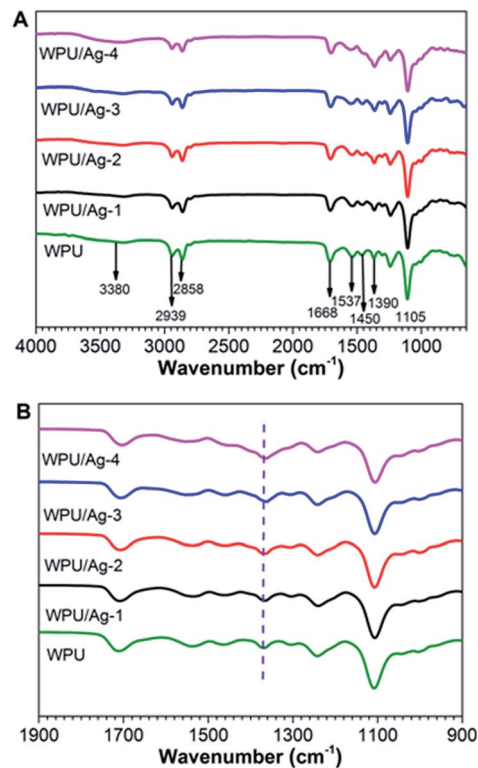 A
WPU/Ag-4
WPU/Ag-3
WPU/Ag-2
WPU/Ag-1
WPU
3380
2939
2858
1668
1537
1450
1390
1105
4000 3500 3000 2500 2000 1500 1000
Wavenumber (cm⁻¹)
B
WPU/Ag-4
WPU/Ag-3
WPU/Ag-2
WPU/Ag-1
WPU
1900 1700 1500 1300 1100 900
Wavenumber (cm⁻¹)